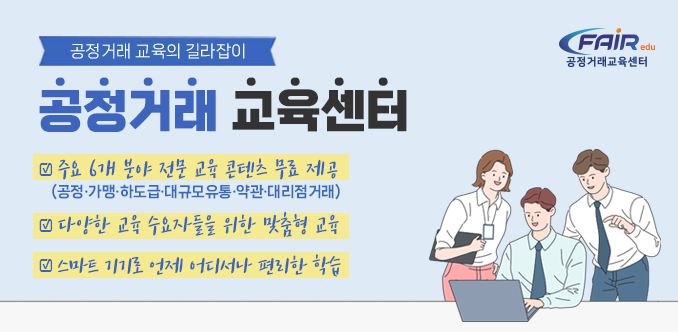 공정거래 교육의 길라잡이
FAIR edu
공정거래교육센터
공정거래 교육센터
주요 6개 분야 전문 교육 콘텐츠 무료 제공
(공정·가맹·하도급·대규모유통·약관·대리점거래)
다양한 교육 수요자들을 위한 맞춤형 교육
스마트 기기로 언제 어디서나 편리한 학습